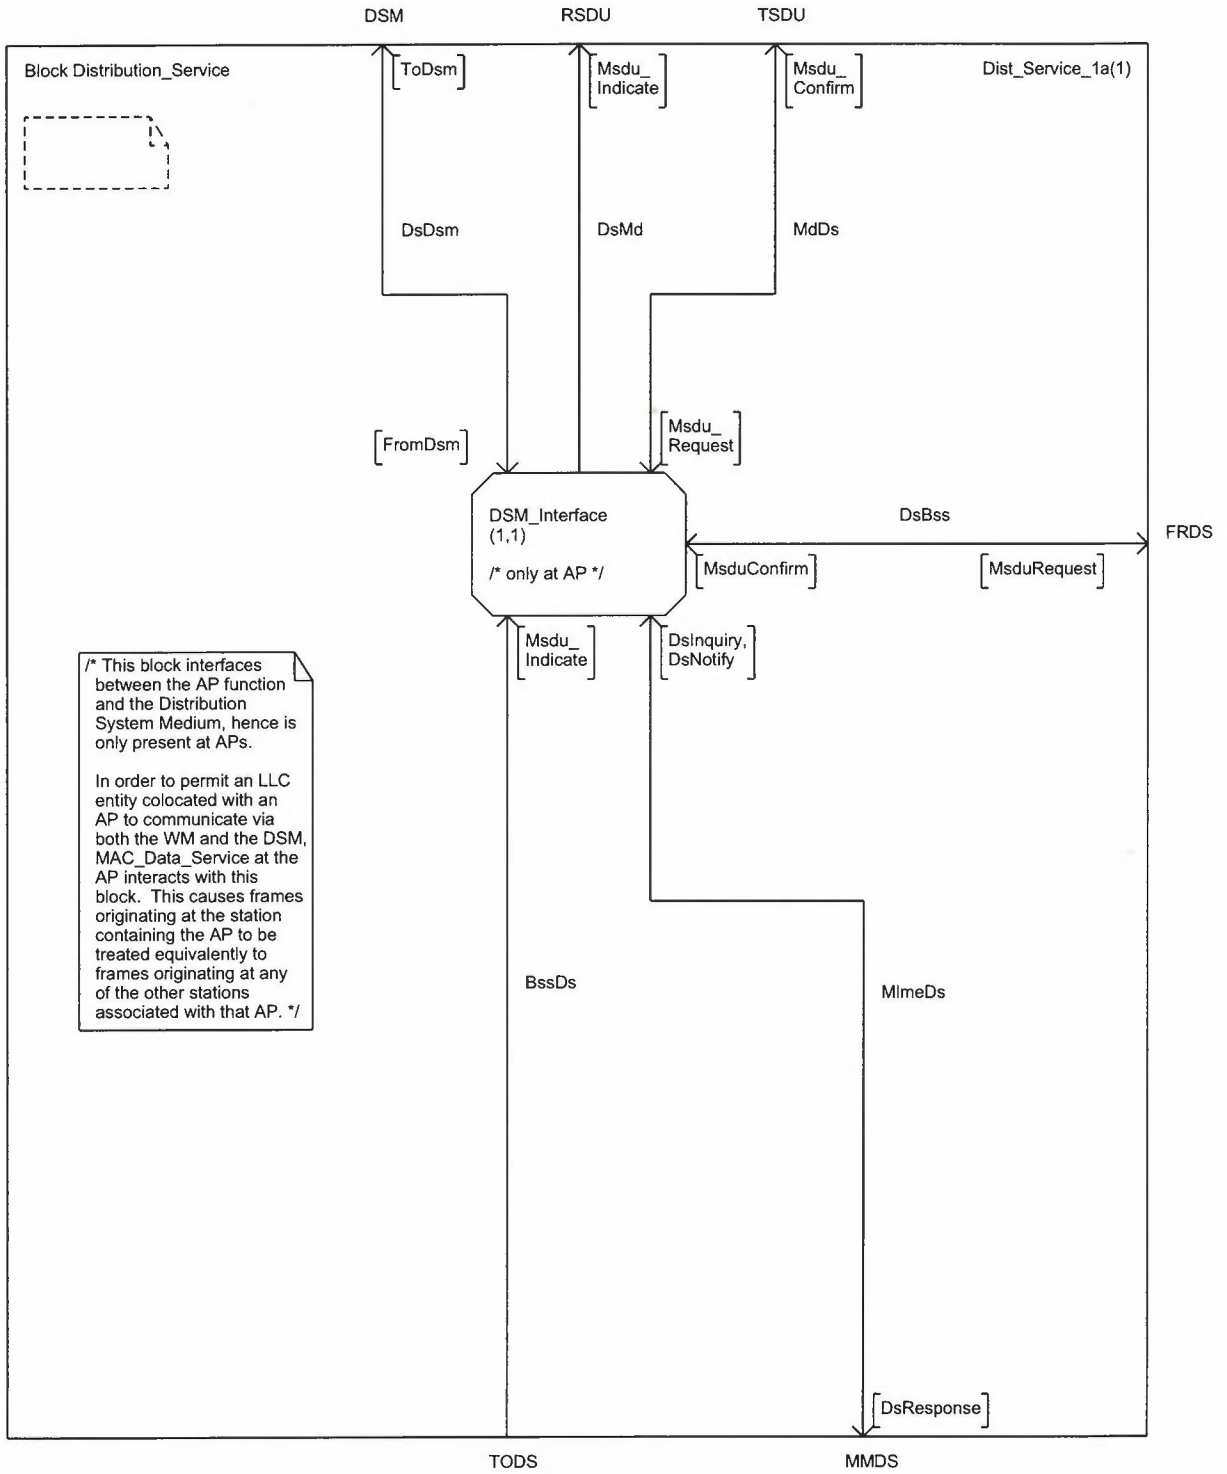 DSM RSDU TSDU
Block Distribution_Service
ToDsm
Msdu_
Indicate
Msdu_
Confirm
Dist_Service_1a(1)
DsDsm
DsMd
MdDs
FromDsm
Msdu_
Request
DSM_Interface
(1,1)
/* only at AP */
DsBss
FRDS
MsduConfirm
MsduRequest
Msdu_
Indicate
DsInquiry,
DsNotify
/* This block interfaces
between the AP function
and the Distribution
System Medium, hence is
only present at APs.
In order to permit an LLC
entity colocated with an
AP to communicate via
both the WM and the DSM,
MAC_Data_Service at the
AP interacts with this
block. This causes frames
originating at the station
containing the AP to be
treated equivalently to
frames originating at any
of the other stations
associated with that AP. */
BssDs
MlmeDs
DsResponse
TODS
MMDS